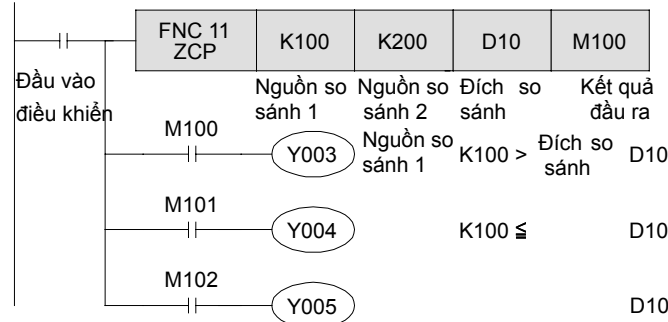 FNC 11
ZCP
K100
K200
D10
M100
Đầu vào
điều khiển
Nguồn so
sánh 1
Nguồn so
sánh 2
Đích so
sánh
Kết quả
đầu ra
M100
Y003
Nguồn so
sánh 1
K100 >
Đích so
sánh
D10
M101
Y004
K100 ≦
D10
M102
Y005
D10